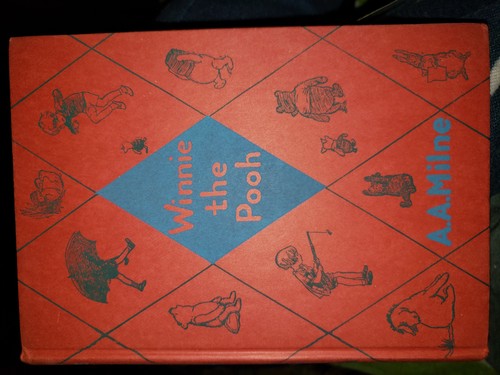 Winnie
the
Pooh
A.A.Milne